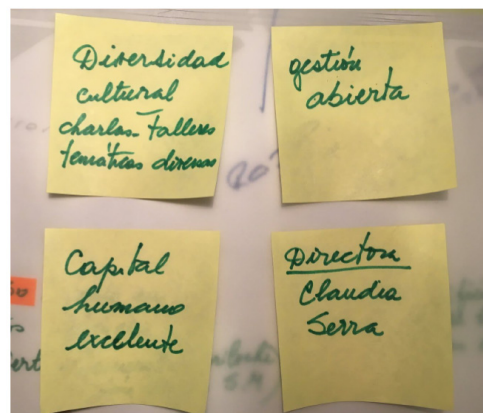 Diversidad
cultural
charlas-Talleres
temáticas diversas
gestión
abierta
Capital
humano
excelente
Directora
Claudia
Serra